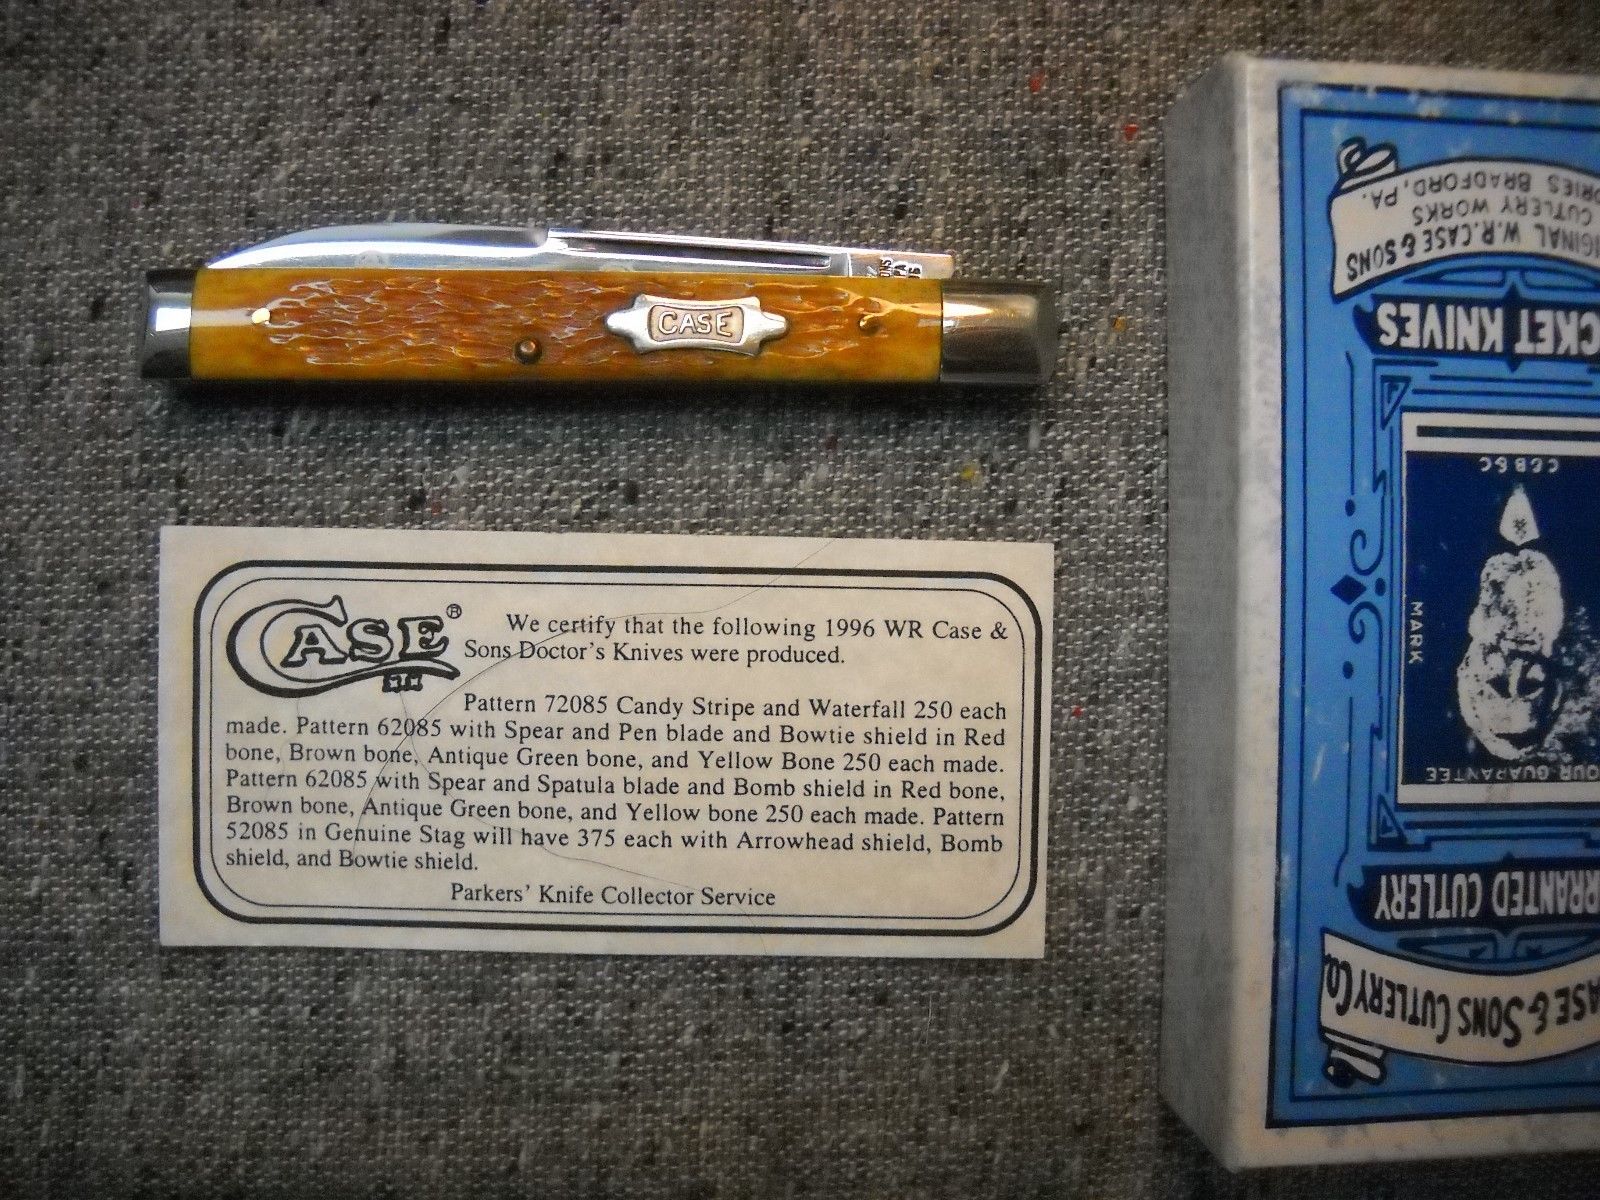 CASE
CASE®
XX
We certify that the following 1996 WR Case &
Sons Doctor's Knives were produced.
Pattern 72085 Candy Stripe and Waterfall 250 each
made. Pattern 62085 with Spear and Pen blade and Bowtie shield in Red
bone, Brown bone, Antique Green bone, and Yellow Bone 250 each made.
Pattern 62085 with Spear and Spatula blade and Bomb shield in Red bone,
Brown bone, Antique Green bone, and Yellow bone 250 each made. Pattern
52085 in Genuine Stag will have 375 each with Arrowhead shield, Bomb
shield, and Bowtie shield.
Parkers' Knife Collector Service
& SONS CUTLERY CO.
CUTLERY
GUARANTEE
MARK
C&B&C
KNIVES
W.R. CASE & SONS
CUTLERY WORKS
BRADFORD, PA.